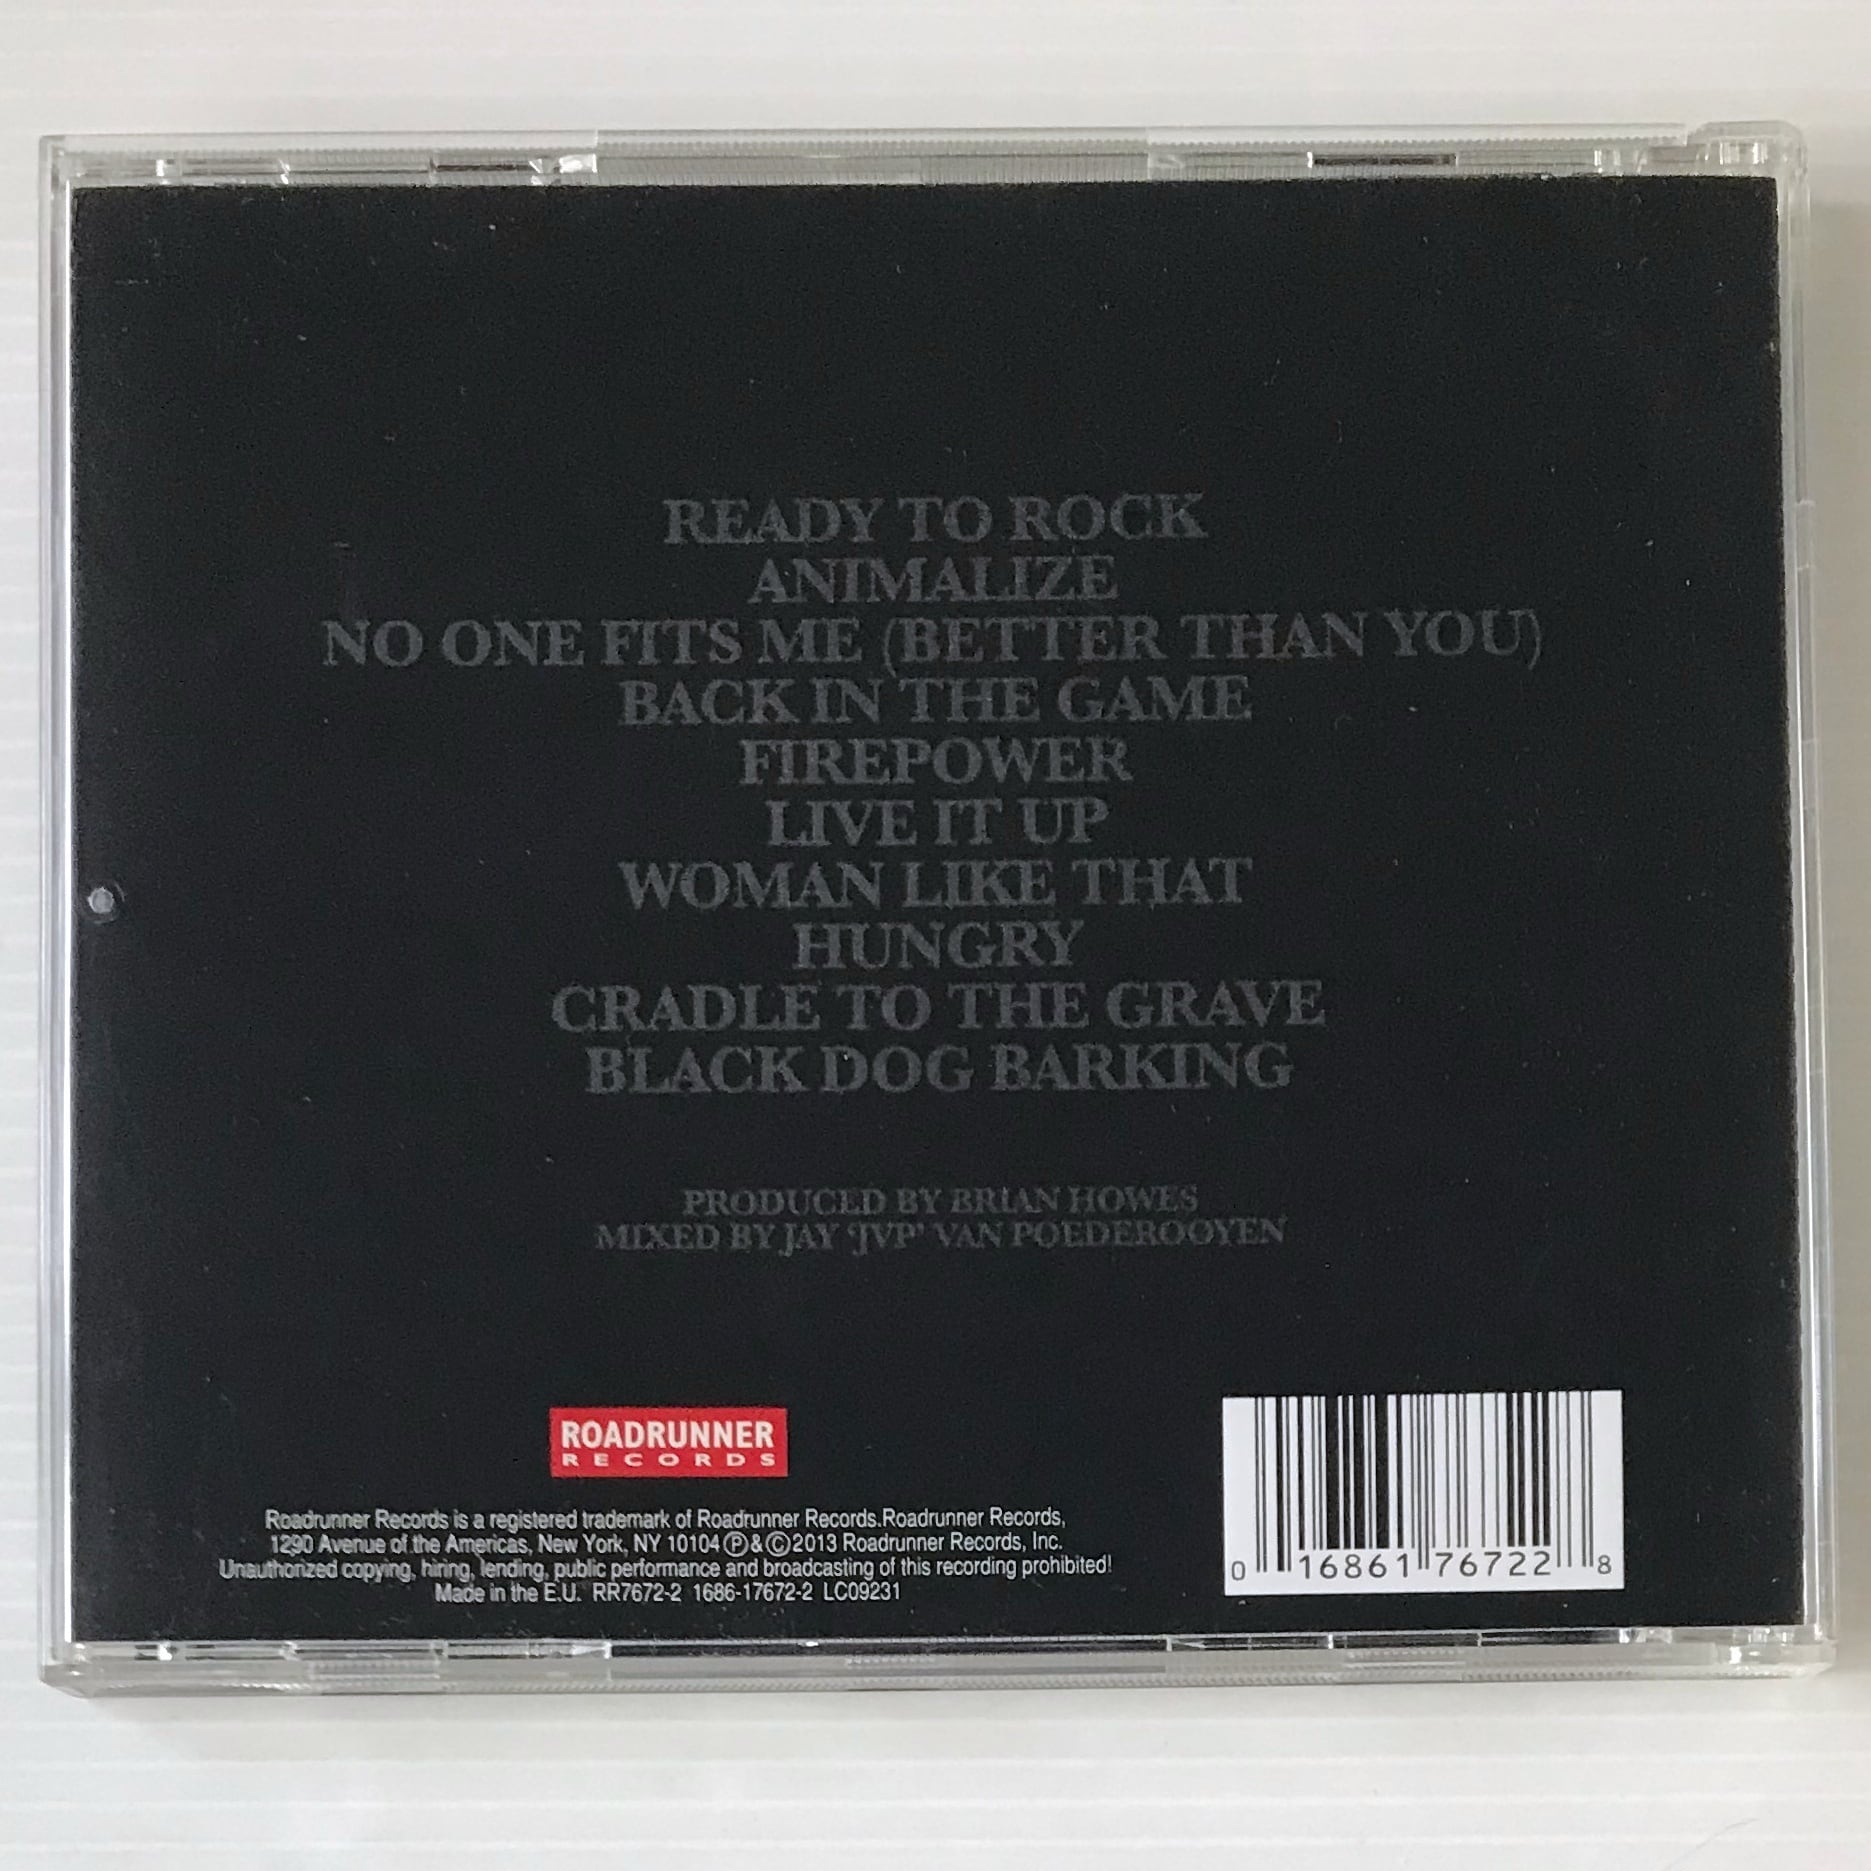 READY TO ROCK
ANIMALIZE
NO ONE FITS ME (BETTER THAN YOU)
BACK IN THE GAME
FIREPOWER
LIVE IT UP
WOMAN LIKE THAT
HUNGRY
CRADLE TO THE GRAVE
BLACK DOG BARKING
PRODUCED BY BRIAN HOWES
MIXED BY JAY 'JVP' VAN POEDEROOYEN
ROADRUNNER
RECORDS
Roadrunner Records is a registered trademark of Roadrunner Records.Roadrunner Records,
1290 Avenue of the Americas, New York, NY 10104 Ⓟ&©2013 Roadrunner Records, Inc.
Unauthorized copying, hiring, lending, public performance and broadcasting of this recording prohibited!
Made in the E.U. RR7672-2 1686-17672-2 LC09231
0 16861 76722 8